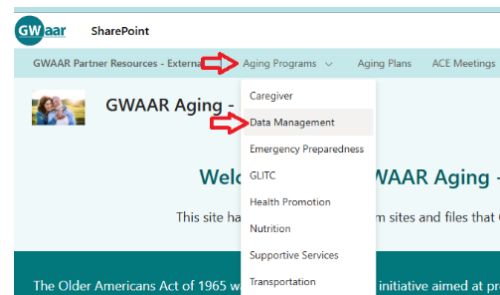 GWaar SharePoint
GWAAR Partner Resources - Externa Aging Programs Aging Plans ACE Meetings
GWAAR Aging -
Caregiver
Data Management
Emergency Preparedness
GLITC
Health Promotion
Nutrition
Supportive Services
Transportation
Welc WAAR Aging -
This site ha m sites and files that
The Older Americans Act of 1965 w initiative aimed at pr